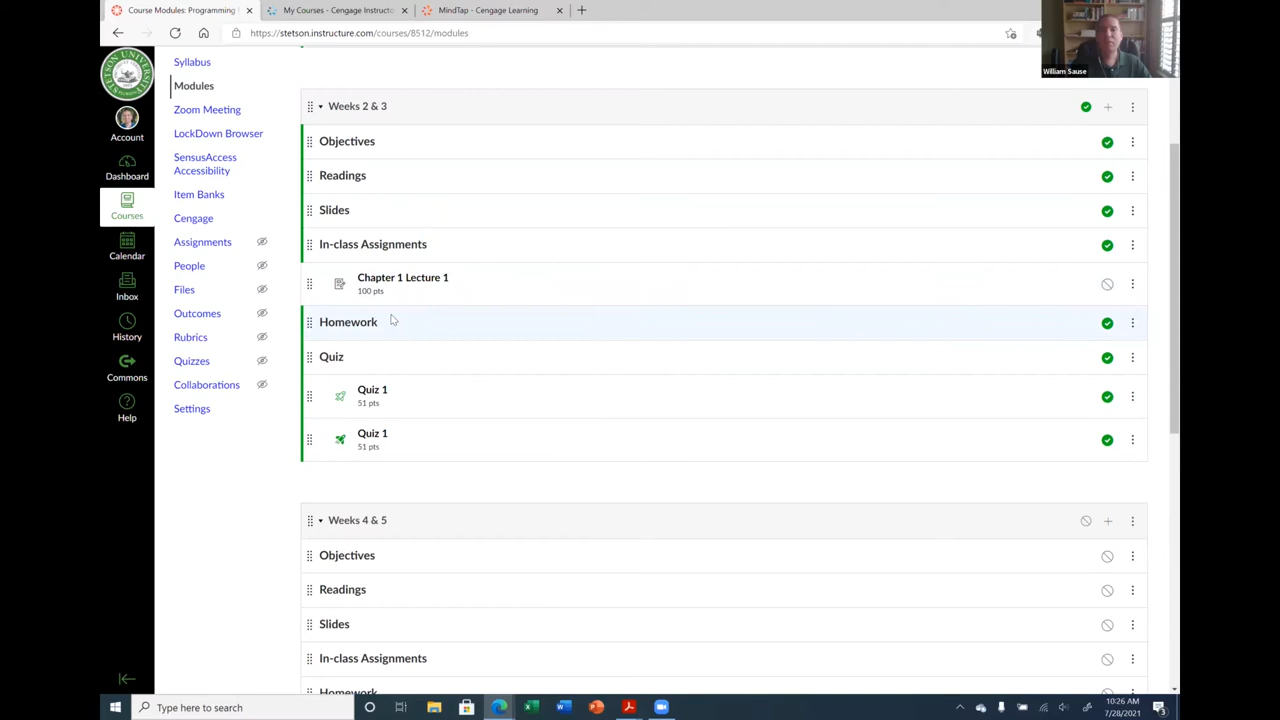 Course Modules: Programming
My Courses - Cengage Instructo
MindTap - Cengage Learning
https://stetson.instructure.com/courses/8512/modules
William Sause
STETSON UNIVERSITY
Account
Dashboard
Courses
Calendar
Inbox
History
Commons
Help
Syllabus
Modules
Zoom Meeting
LockDown Browser
SensusAccess
Accessibility
Item Banks
Cengage
Assignments
People
Files
Outcomes
Rubrics
Quizzes
Collaborations
Settings
Weeks 2 & 3
Objectives
Readings
Slides
In-class Assignments
Chapter 1 Lecture 1
100 pts
Homework
Quiz
Quiz 1
51 pts
Quiz 1
51 pts
Weeks 4 & 5
Objectives
Readings
Slides
In-class Assignments
Homework
Type here to search
10:26 AM
7/28/2021
3